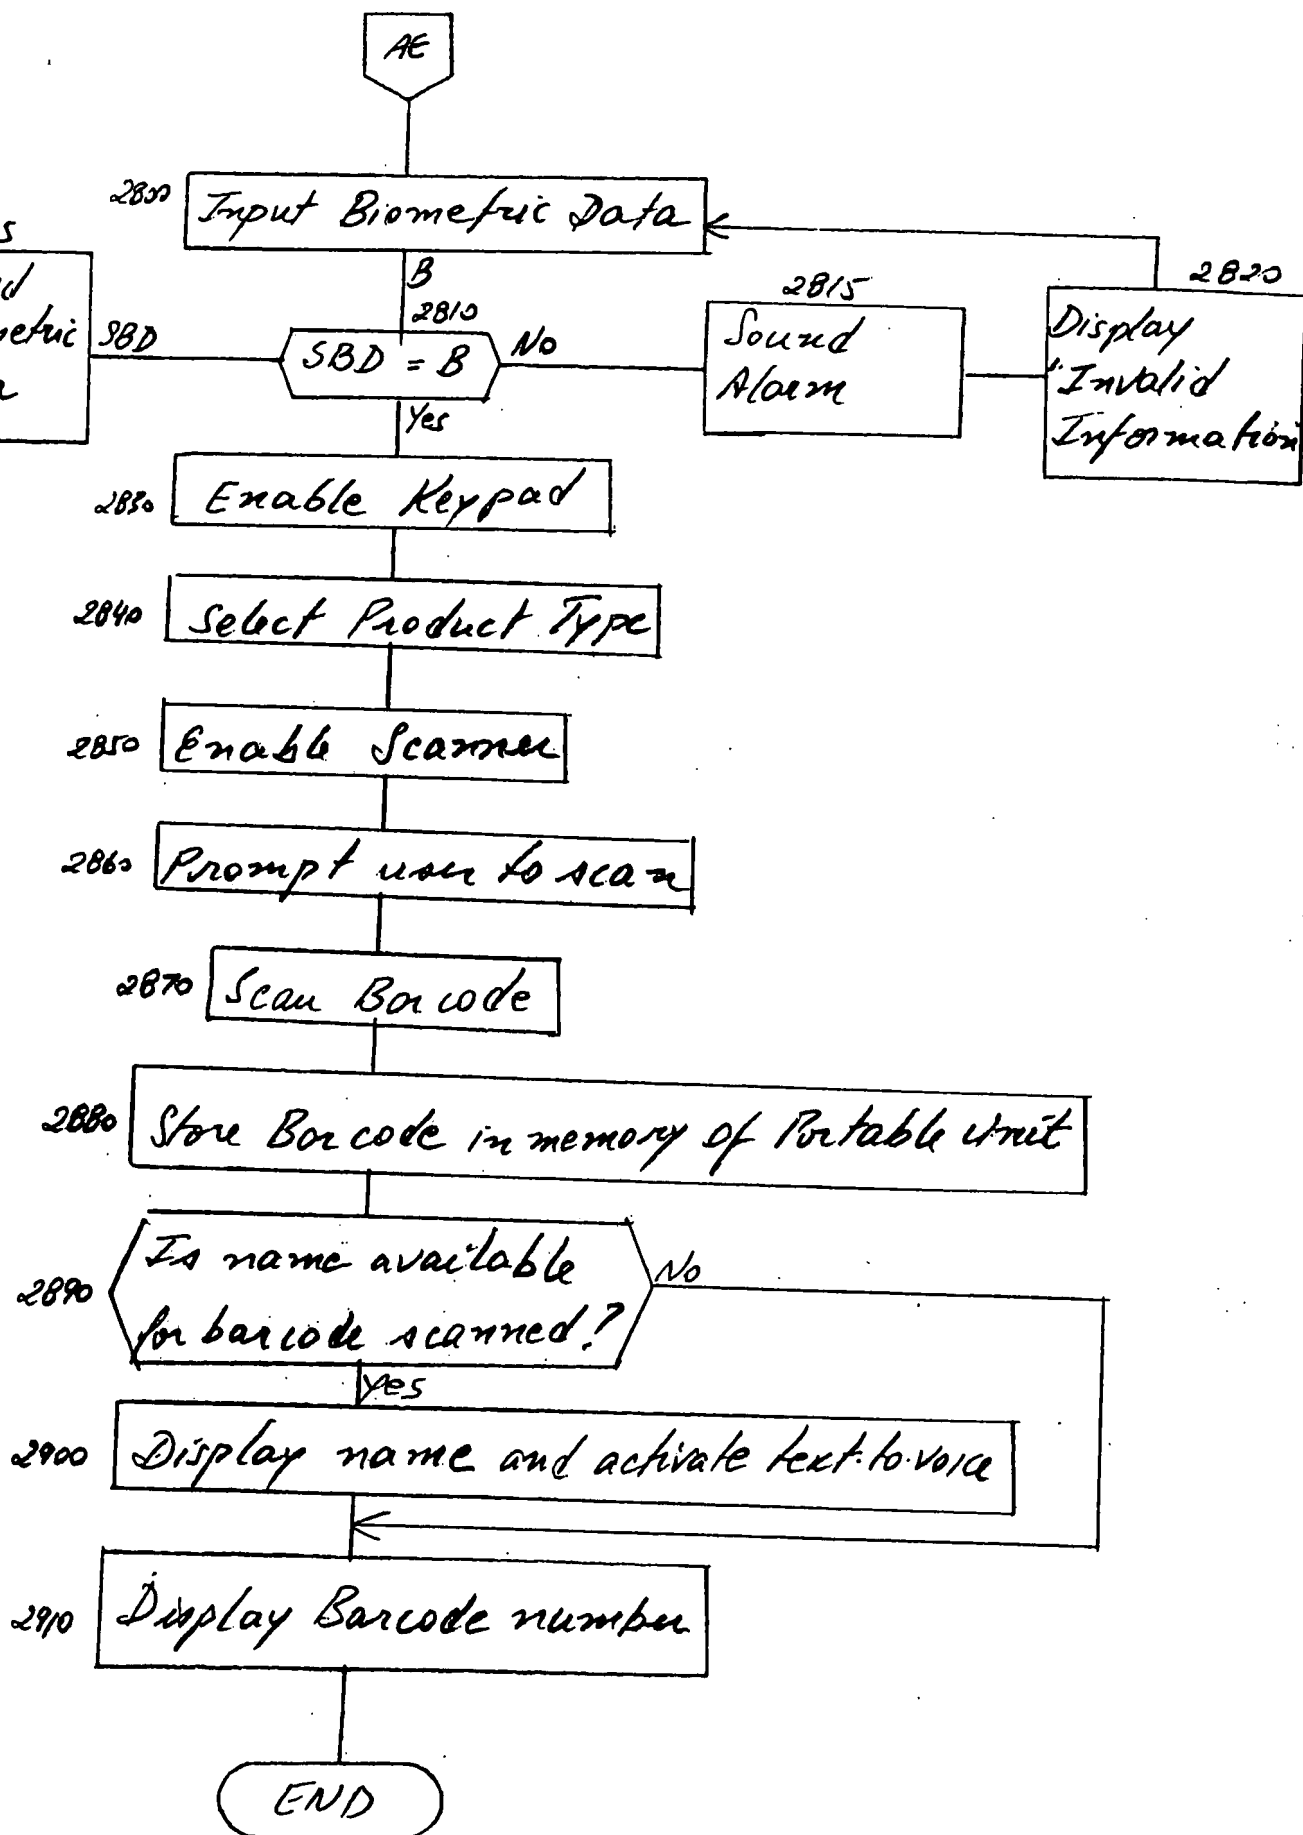 AE
2800
Input Biometric Data
B
2810
SBD
SBD = B
No
2815
Sound
Alarm
2820
Display
"Invalid
Information
Yes
2830
Enable Keypad
2840
Select Product Type
2850
Enable Scanner
2860
Prompt user to scan
2870
Scan Barcode
2880
Store Barcode in memory of Portable Unit
2890
Is name available
for barcode scanned?
No
Yes
2900
Display name and activate text-to-voice
2910
Display Barcode number
END